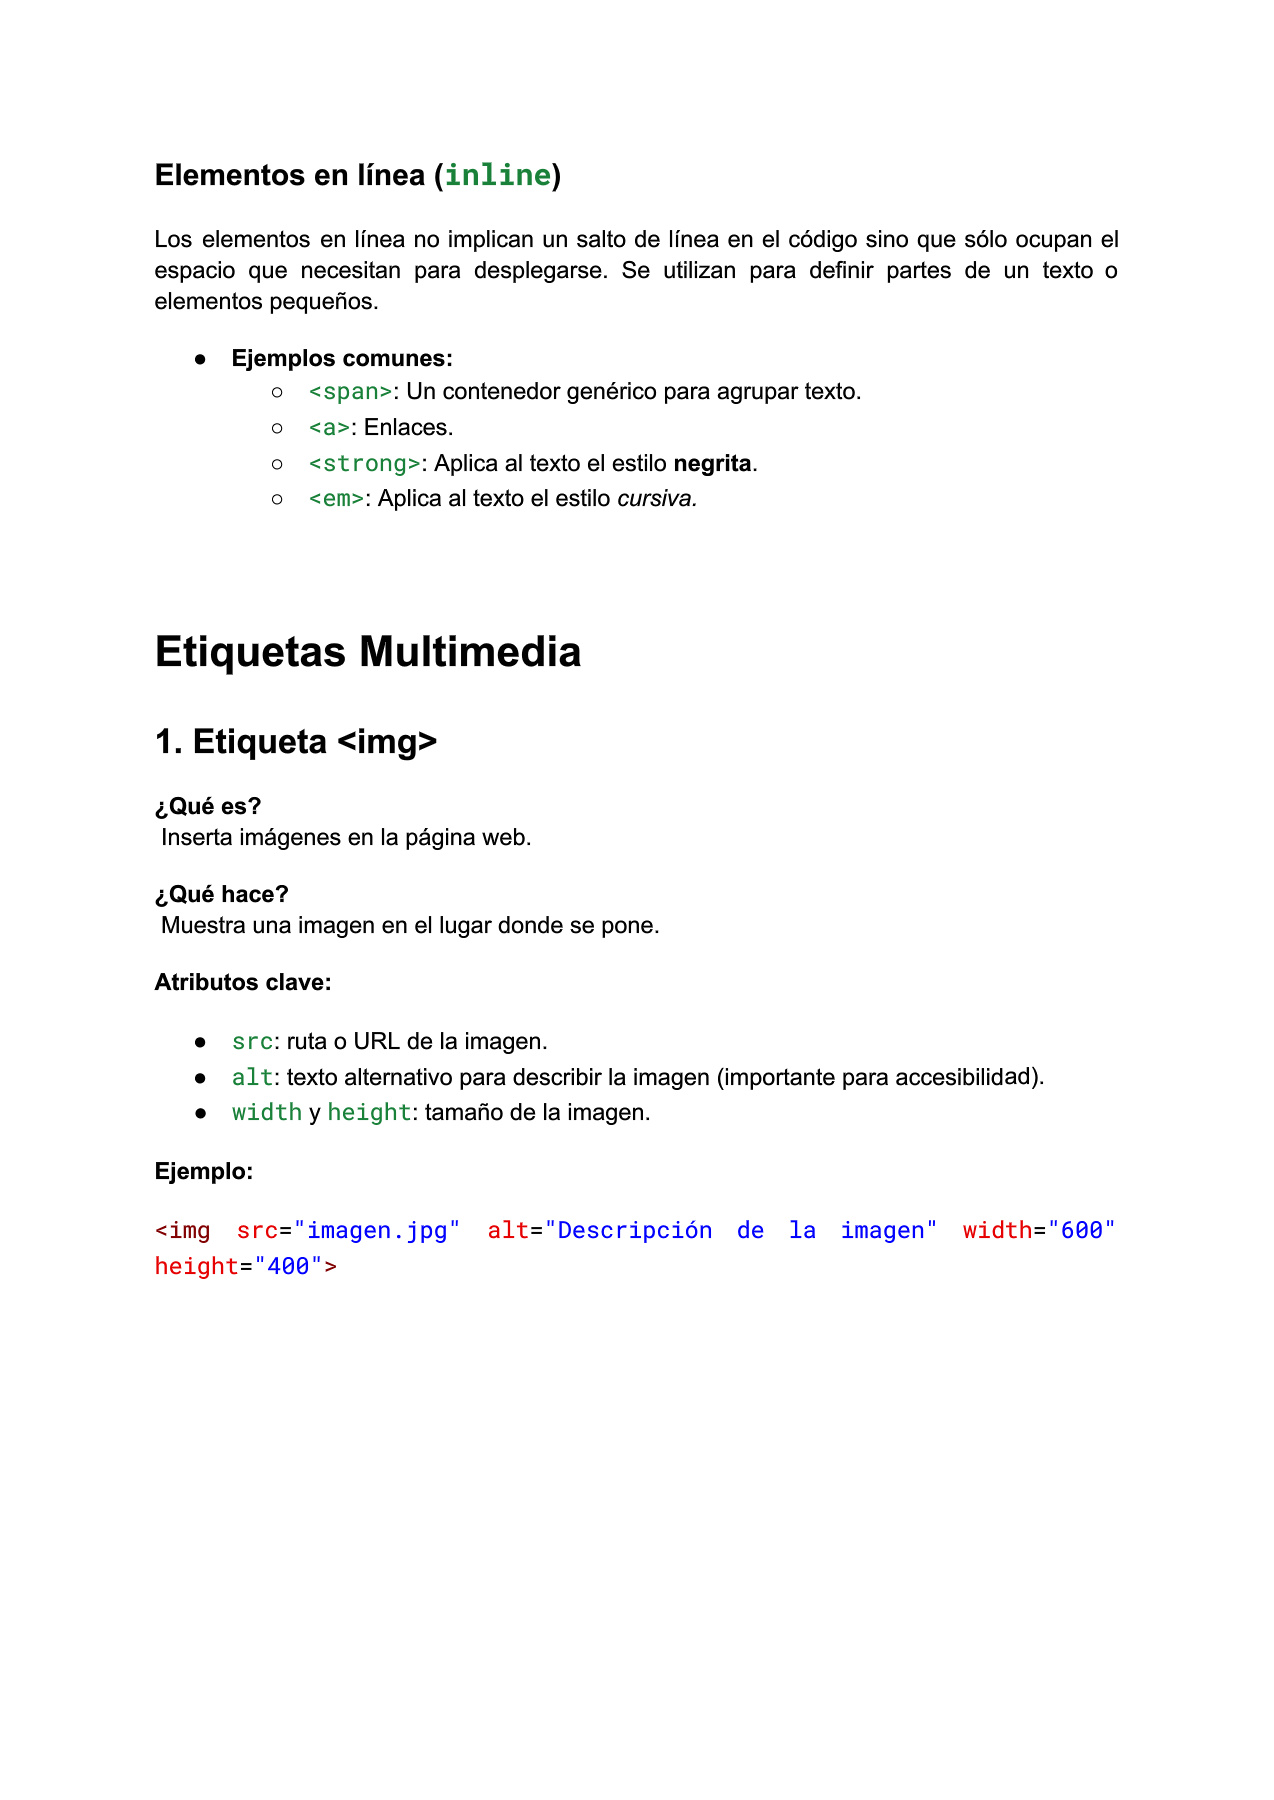 Elementos en línea (inline)
Los elementos en línea no implican un salto de línea en el código sino que sólo ocupan el
espacio que necesitan para desplegarse. Se utilizan para definir partes de un texto o
elementos pequeños.
● Ejemplos comunes:
○ <span>: Un contenedor genérico para agrupar texto.
○ <a>: Enlaces.
○ <strong>: Aplica al texto el estilo negrita.
○ <em>: Aplica al texto el estilo cursiva.
Etiquetas Multimedia
1. Etiqueta <img>
¿Qué es?
Inserta imágenes en la página web.
¿Qué hace?
Muestra una imagen en el lugar donde se pone.
Atributos clave:
● src: ruta o URL de la imagen.
● alt: texto alternativo para describir la imagen (importante para accesibilidad).
● width y height: tamaño de la imagen.
Ejemplo:
<img src="imagen.jpg" alt="Descripción de la imagen" width="600"
height="400">